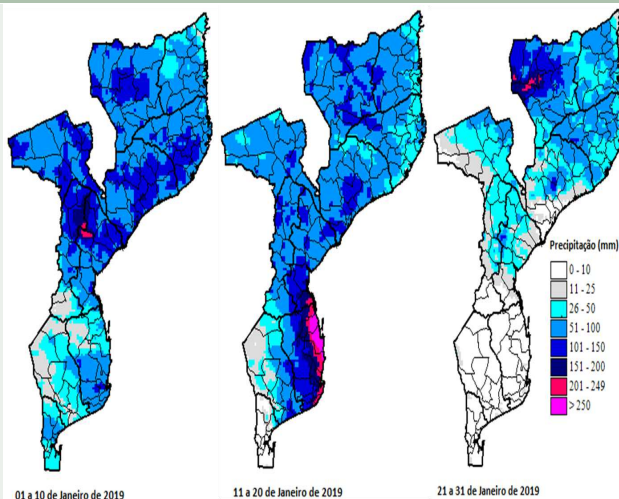 Precipitação (mm)
0 - 10
11 - 25
26 - 50
51 - 100
101 -150
151 - 200
201 - 249
> 250
01 a 10 de Janeiro de 2019
11 a 20 de Janeiro de 2019
21 a 31 de Janeiro de 2019